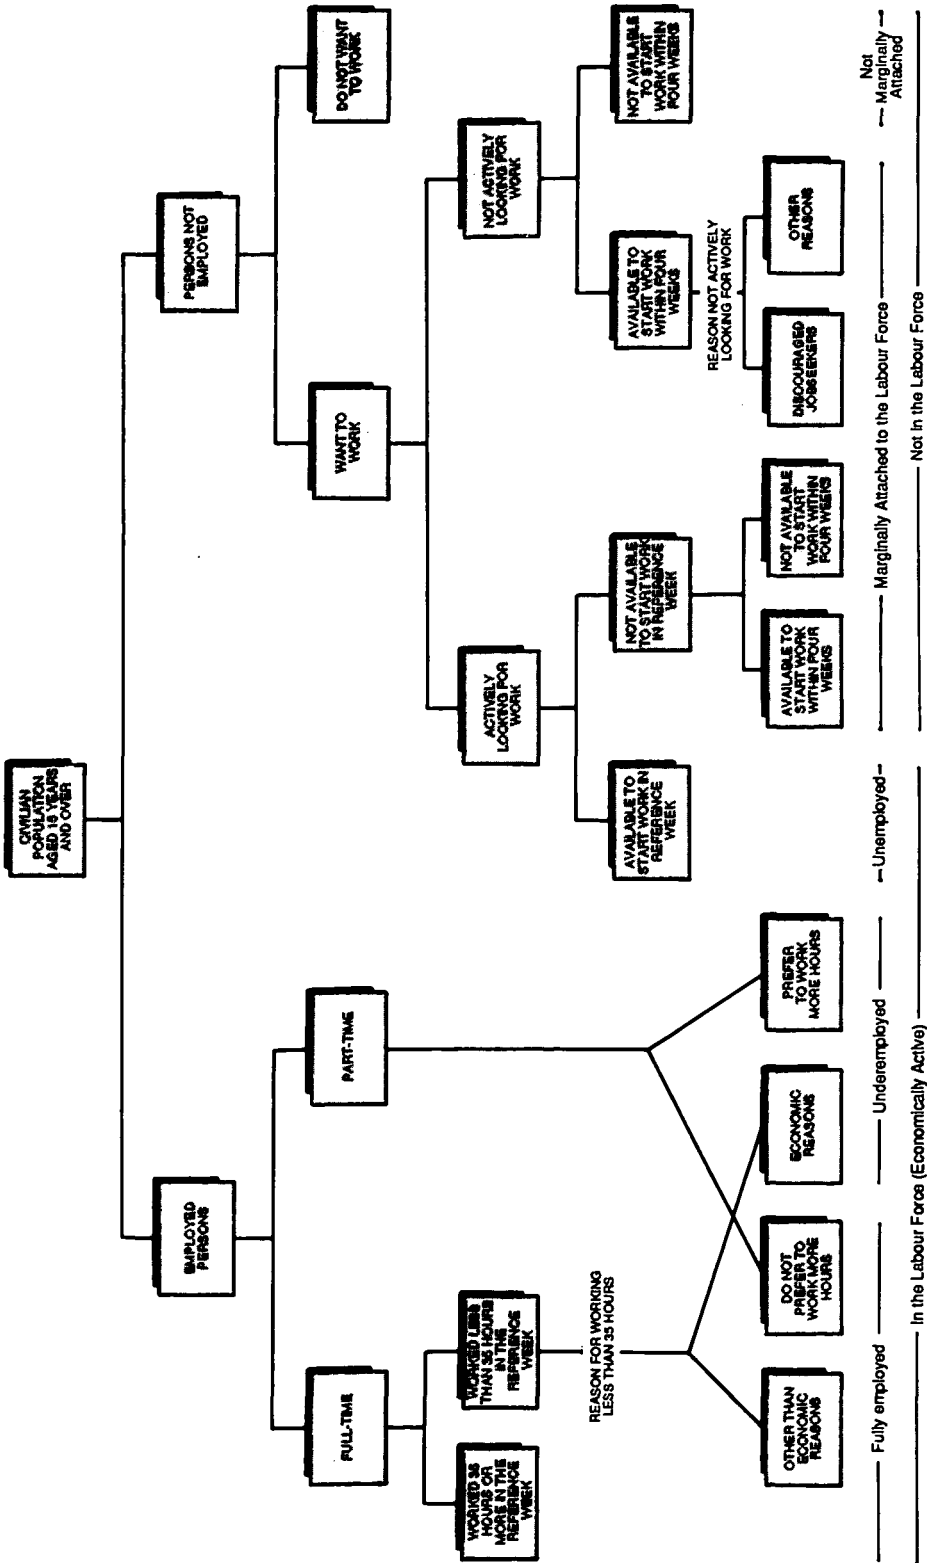 CIVILIAN
POPULATION
AGED 15 YEARS
AND OVER
EMPLOYED
PERSONS
PERSONS NOT
EMPLOYED
FULL-TIME
PART-TIME
WANT TO
WORK
DO NOT WANT
TO WORK
WORKED 35
HOURS OR
MORE IN THE
REFERENCE
WEEK
WORKED LESS
THAN 35 HOURS
IN THE
REFERENCE
WEEK
ACTIVELY
LOOKING FOR
WORK
NOT ACTIVELY
LOOKING FOR
WORK
REASON FOR WORKING
LESS THAN 35 HOURS
AVAILABLE TO
START WORK IN
REFERENCE
WEEK
NOT AVAILABLE
TO START WORK
IN REFERENCE
WEEK
AVAILABLE TO
START WORK
WITHIN FOUR
WEEKS
NOT AVAILABLE
TO START
WORK WITHIN
FOUR WEEKS
REASON NOT ACTIVELY
LOOKING FOR WORK
OTHER THAN
ECONOMIC
REASONS
DO NOT
PREFER TO
WORK MORE
HOURS
ECONOMIC
REASONS
PREFER
TO WORK
MORE HOURS
AVAILABLE TO
START WORK
WITHIN FOUR
WEEKS
NOT AVAILABLE
TO START
WORK WITHIN
FOUR WEEKS
DISCOURAGED
JOBSEEKERS
OTHER
REASONS
Fully employed
Underemployed
Unemployed
Marginally Attached to the Labour Force
Not
Marginally
Attached
In the Labour Force (Economically Active)
Not in the Labour Force